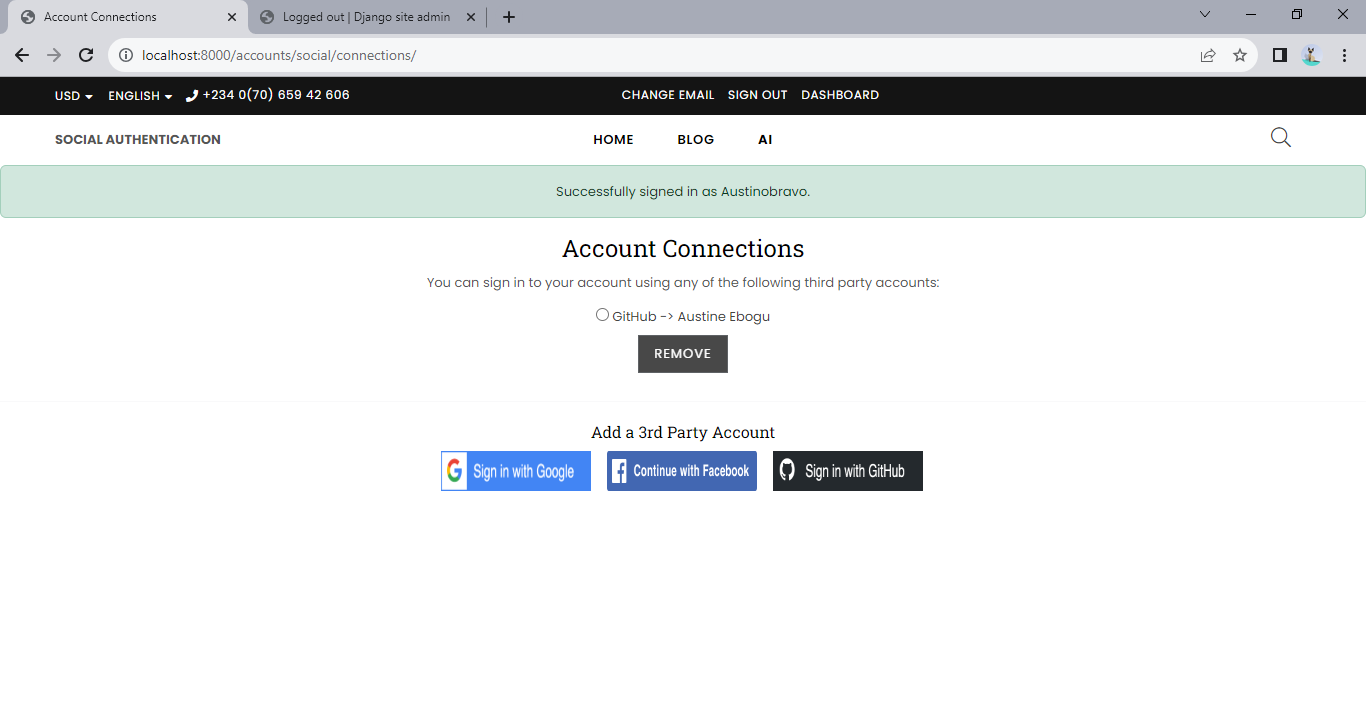 Account Connections
Logged out | Django site admin
localhost:8000/accounts/social/connections/
USD ENGLISH +234 0(70) 659 42 606 CHANGE EMAIL SIGN OUT DASHBOARD
SOCIAL AUTHENTICATION HOME BLOG AI
Successfully signed in as Austinobravo.
Account Connections
You can sign in to your account using any of the following third party accounts:
GitHub -> Austine Ebogu
REMOVE
Add a 3rd Party Account
Sign in with Google Continue with Facebook Sign in with GitHub